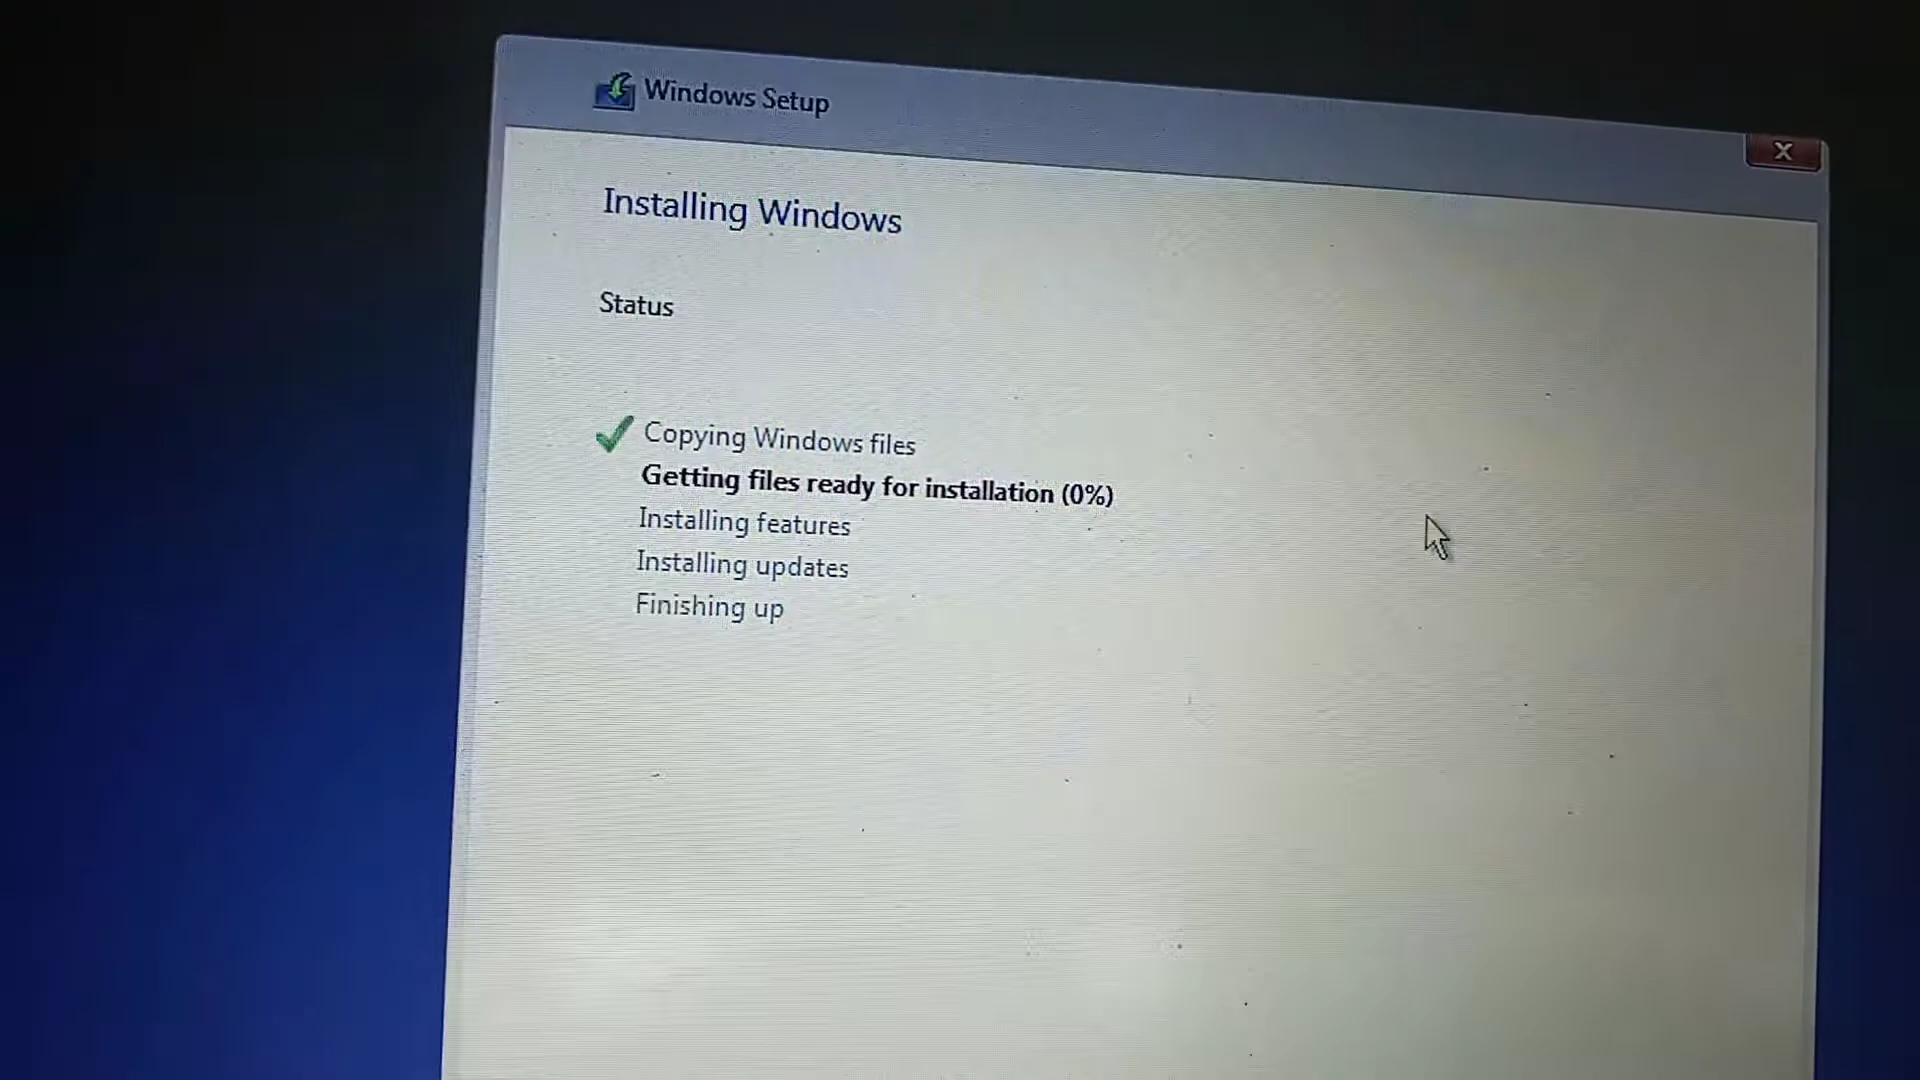 Windows Setup
Installing Windows
Status
Copying Windows files
Getting files ready for installation (0%)
Installing features
Installing updates
Finishing up